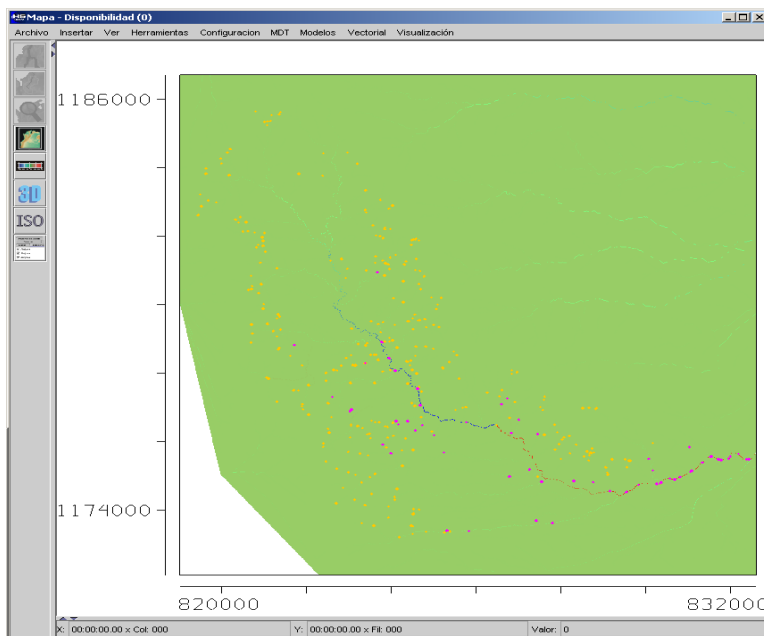 Mapa - Disponibilidad (0)
Archivo Insertar Ver Herramientas Configuracion MDT Modelos Vectorial Visualización
1186000
3D
ISO
1174000
820000 832000
X: 00:00:00.00 x Col: 000 Y: 00:00:00.00 x Fil: 000 Valor: 0